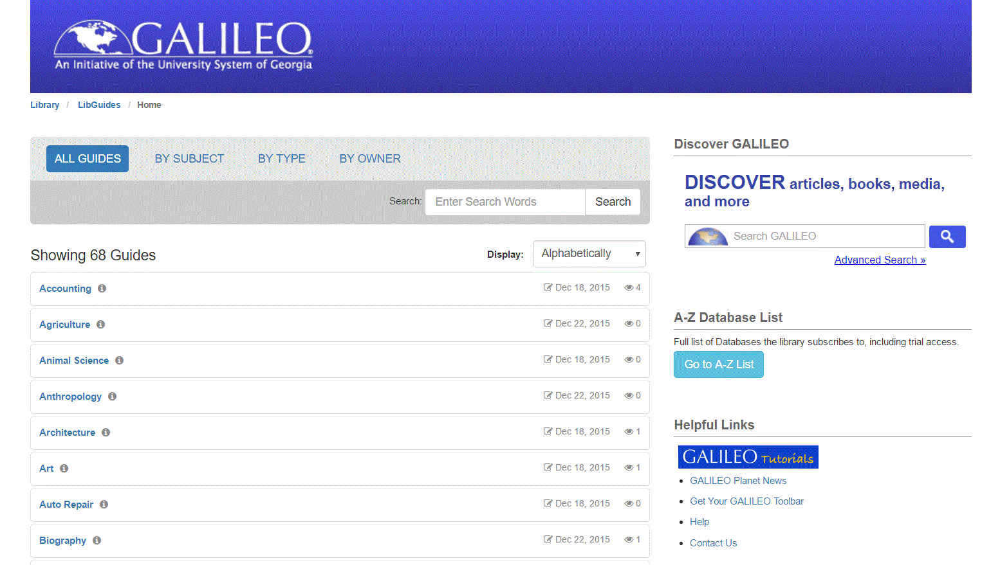 GALILEO®
An Initiative of the University System of Georgia
Library / LibGuides / Home
ALL GUIDES BY SUBJECT BY TYPE BY OWNER
Search: Enter Search Words Search
Showing 68 Guides Display: Alphabetically
Accounting Dec 18, 2015 4
Agriculture Dec 22, 2015 0
Animal Science Dec 18, 2015 0
Anthropology Dec 22, 2015 0
Architecture Dec 18, 2015 1
Art Dec 18, 2015 1
Auto Repair Dec 18, 2015 0
Biography Dec 22, 2015 1
Discover GALILEO
DISCOVER articles, books, media,
and more
Search GALILEO
Advanced Search »
A-Z Database List
Full list of Databases the library subscribes to, including trial access.
Go to A-Z List
Helpful Links
GALILEO Tutorials
GALILEO Planet News
Get Your GALILEO Toolbar
Help
Contact Us